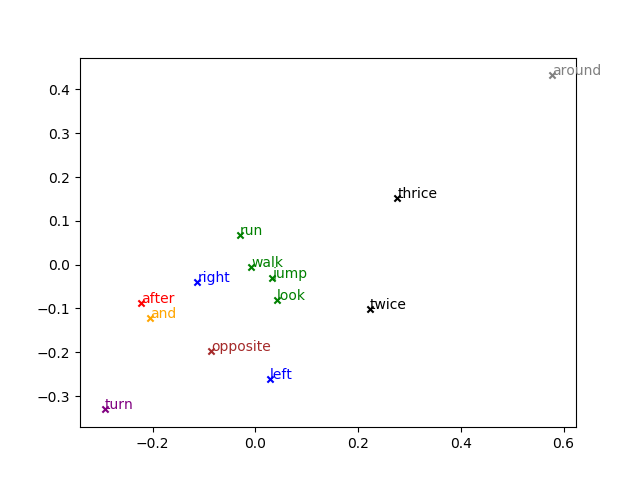 around
0.4
0.3
thrice
0.2
0.1
run
0.0
walk
jump
right
look
after
−0.1
and
twice
opposite
−0.2
left
−0.3
turn
−0.2
0.0
0.2
0.4
0.6